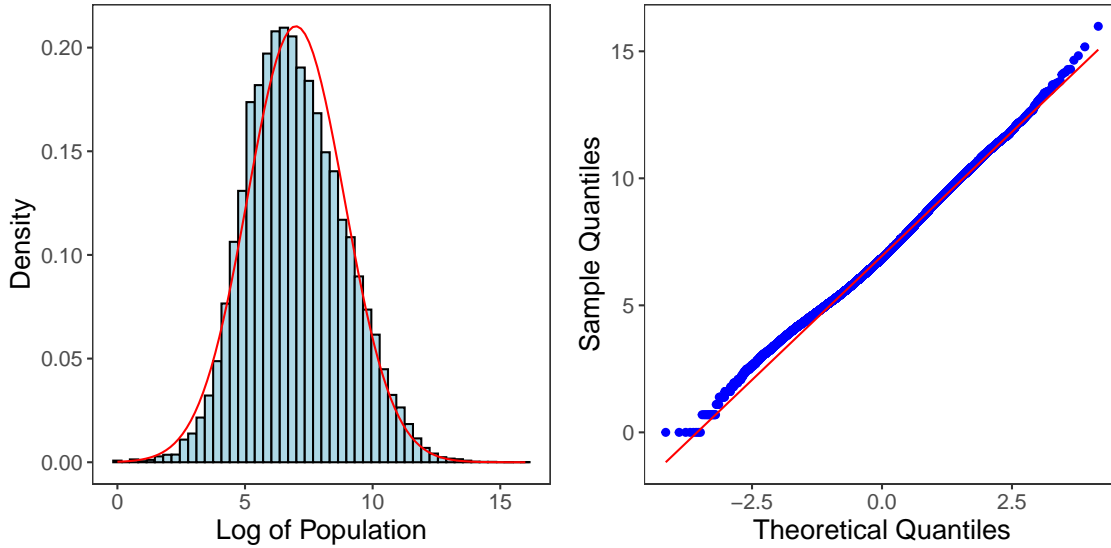 0.20
0.15
0.10
0.05
0.00
Density
0 5 10 15
Log of Population
15
10
5
0
Sample Quantiles
−2.5 0.0 2.5
Theoretical Quantiles